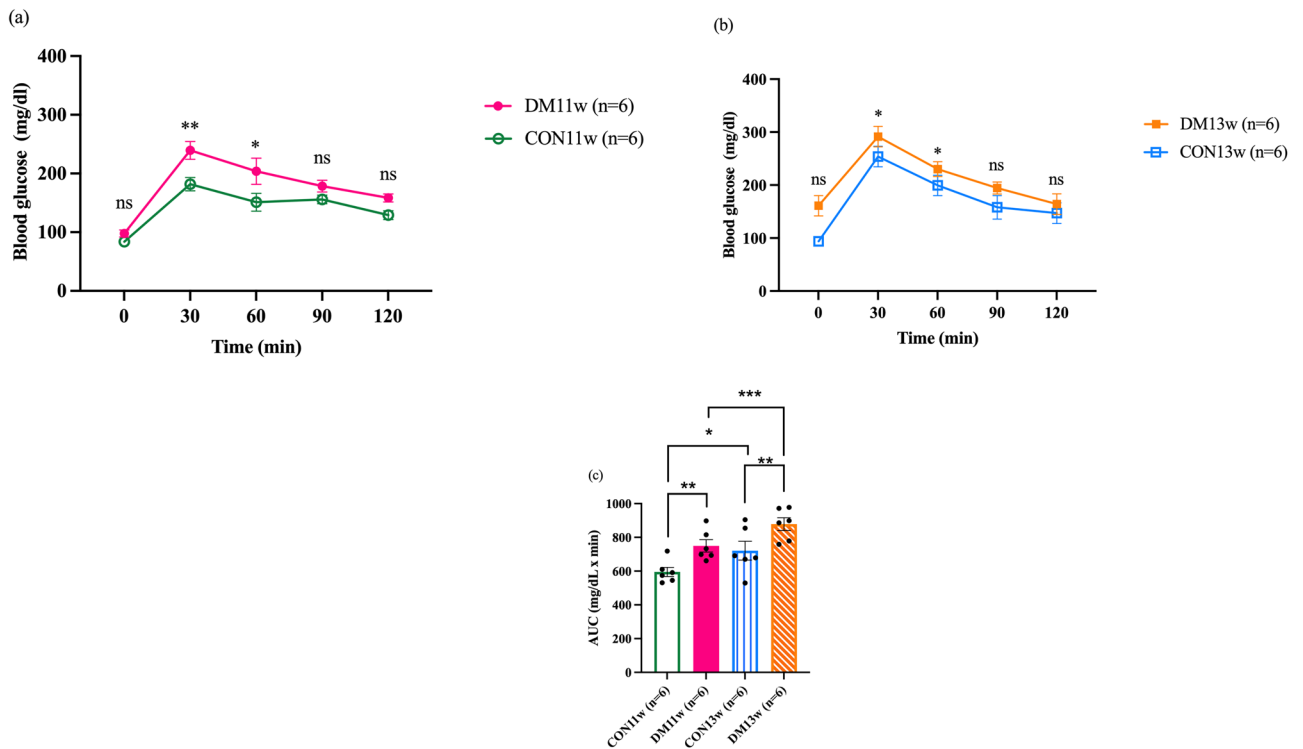 (a)
400
300
200
100
0
Blood glucose (mg/dl)
ns
**
*
ns
ns
0 30 60 90 120
Time (min)
DM11w (n=6)
CON11w (n=6)
(b)
400
300
200
100
0
Blood glucose (mg/dl)
ns
*
*
ns
ns
0 30 60 90 120
Time (min)
DM13w (n=6)
CON13w (n=6)
(c)
***
*
**
**
1000
800
600
400
200
0
AUC (mg/dL x min)
CON11w (n=6)
DM11w (n=6)
CON13w (n=6)
DM13w (n=6)